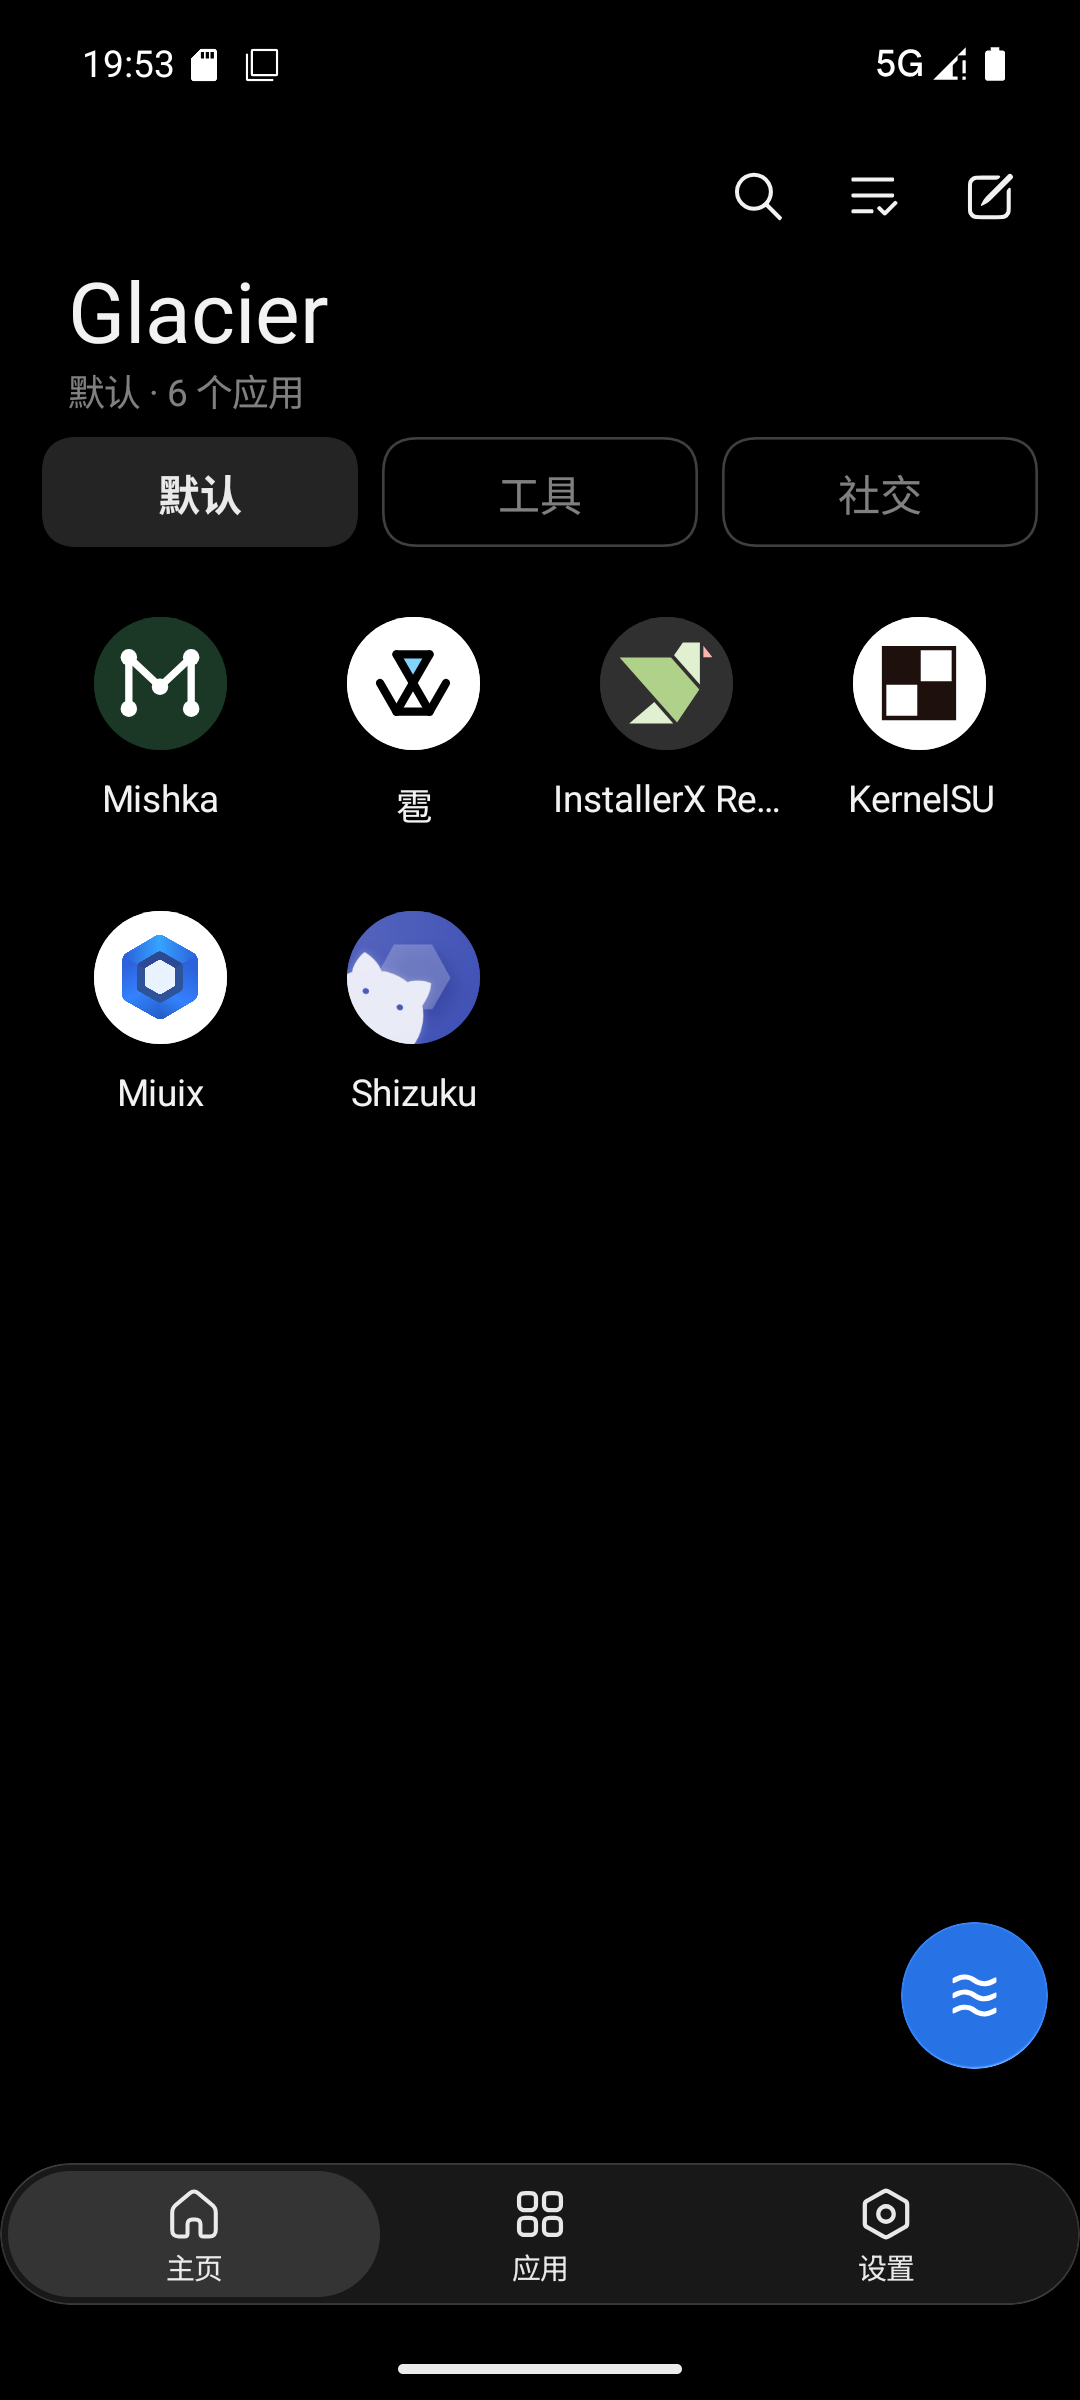 19:53
5G
Glacier
默认 · 6 个应用
默认
工具
社交
Mishka
雹
InstallerX Re...
KernelSU
Miuix
Shizuku
主页
应用
设置